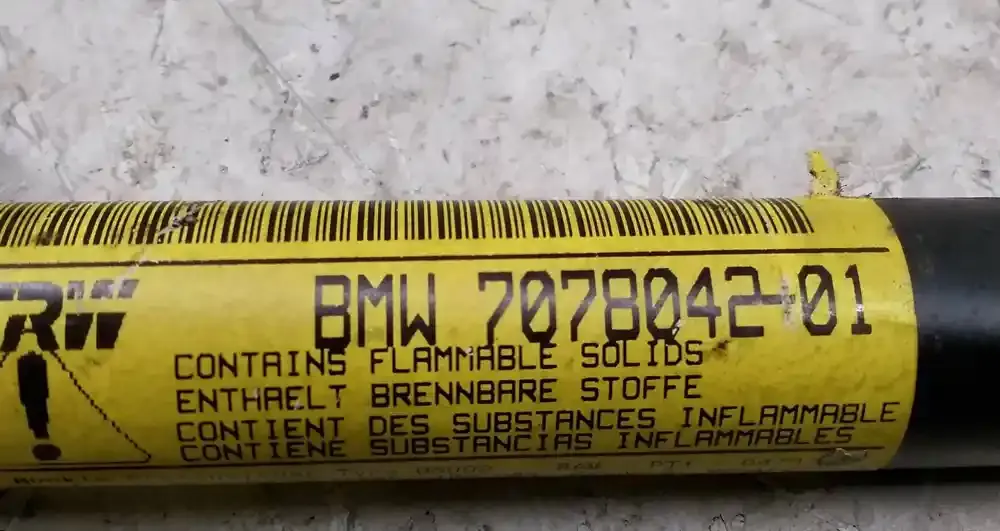 TRW
BMW 7078042-01
CONTAINS FLAMMABLE SOLIDS
ENTHAELT BRENNBARE STOFFE
CONTIENT DES SUBSTANCES INFLAMMABLE
CONTIENE SUBSTANCIAS INFLAMMABLES